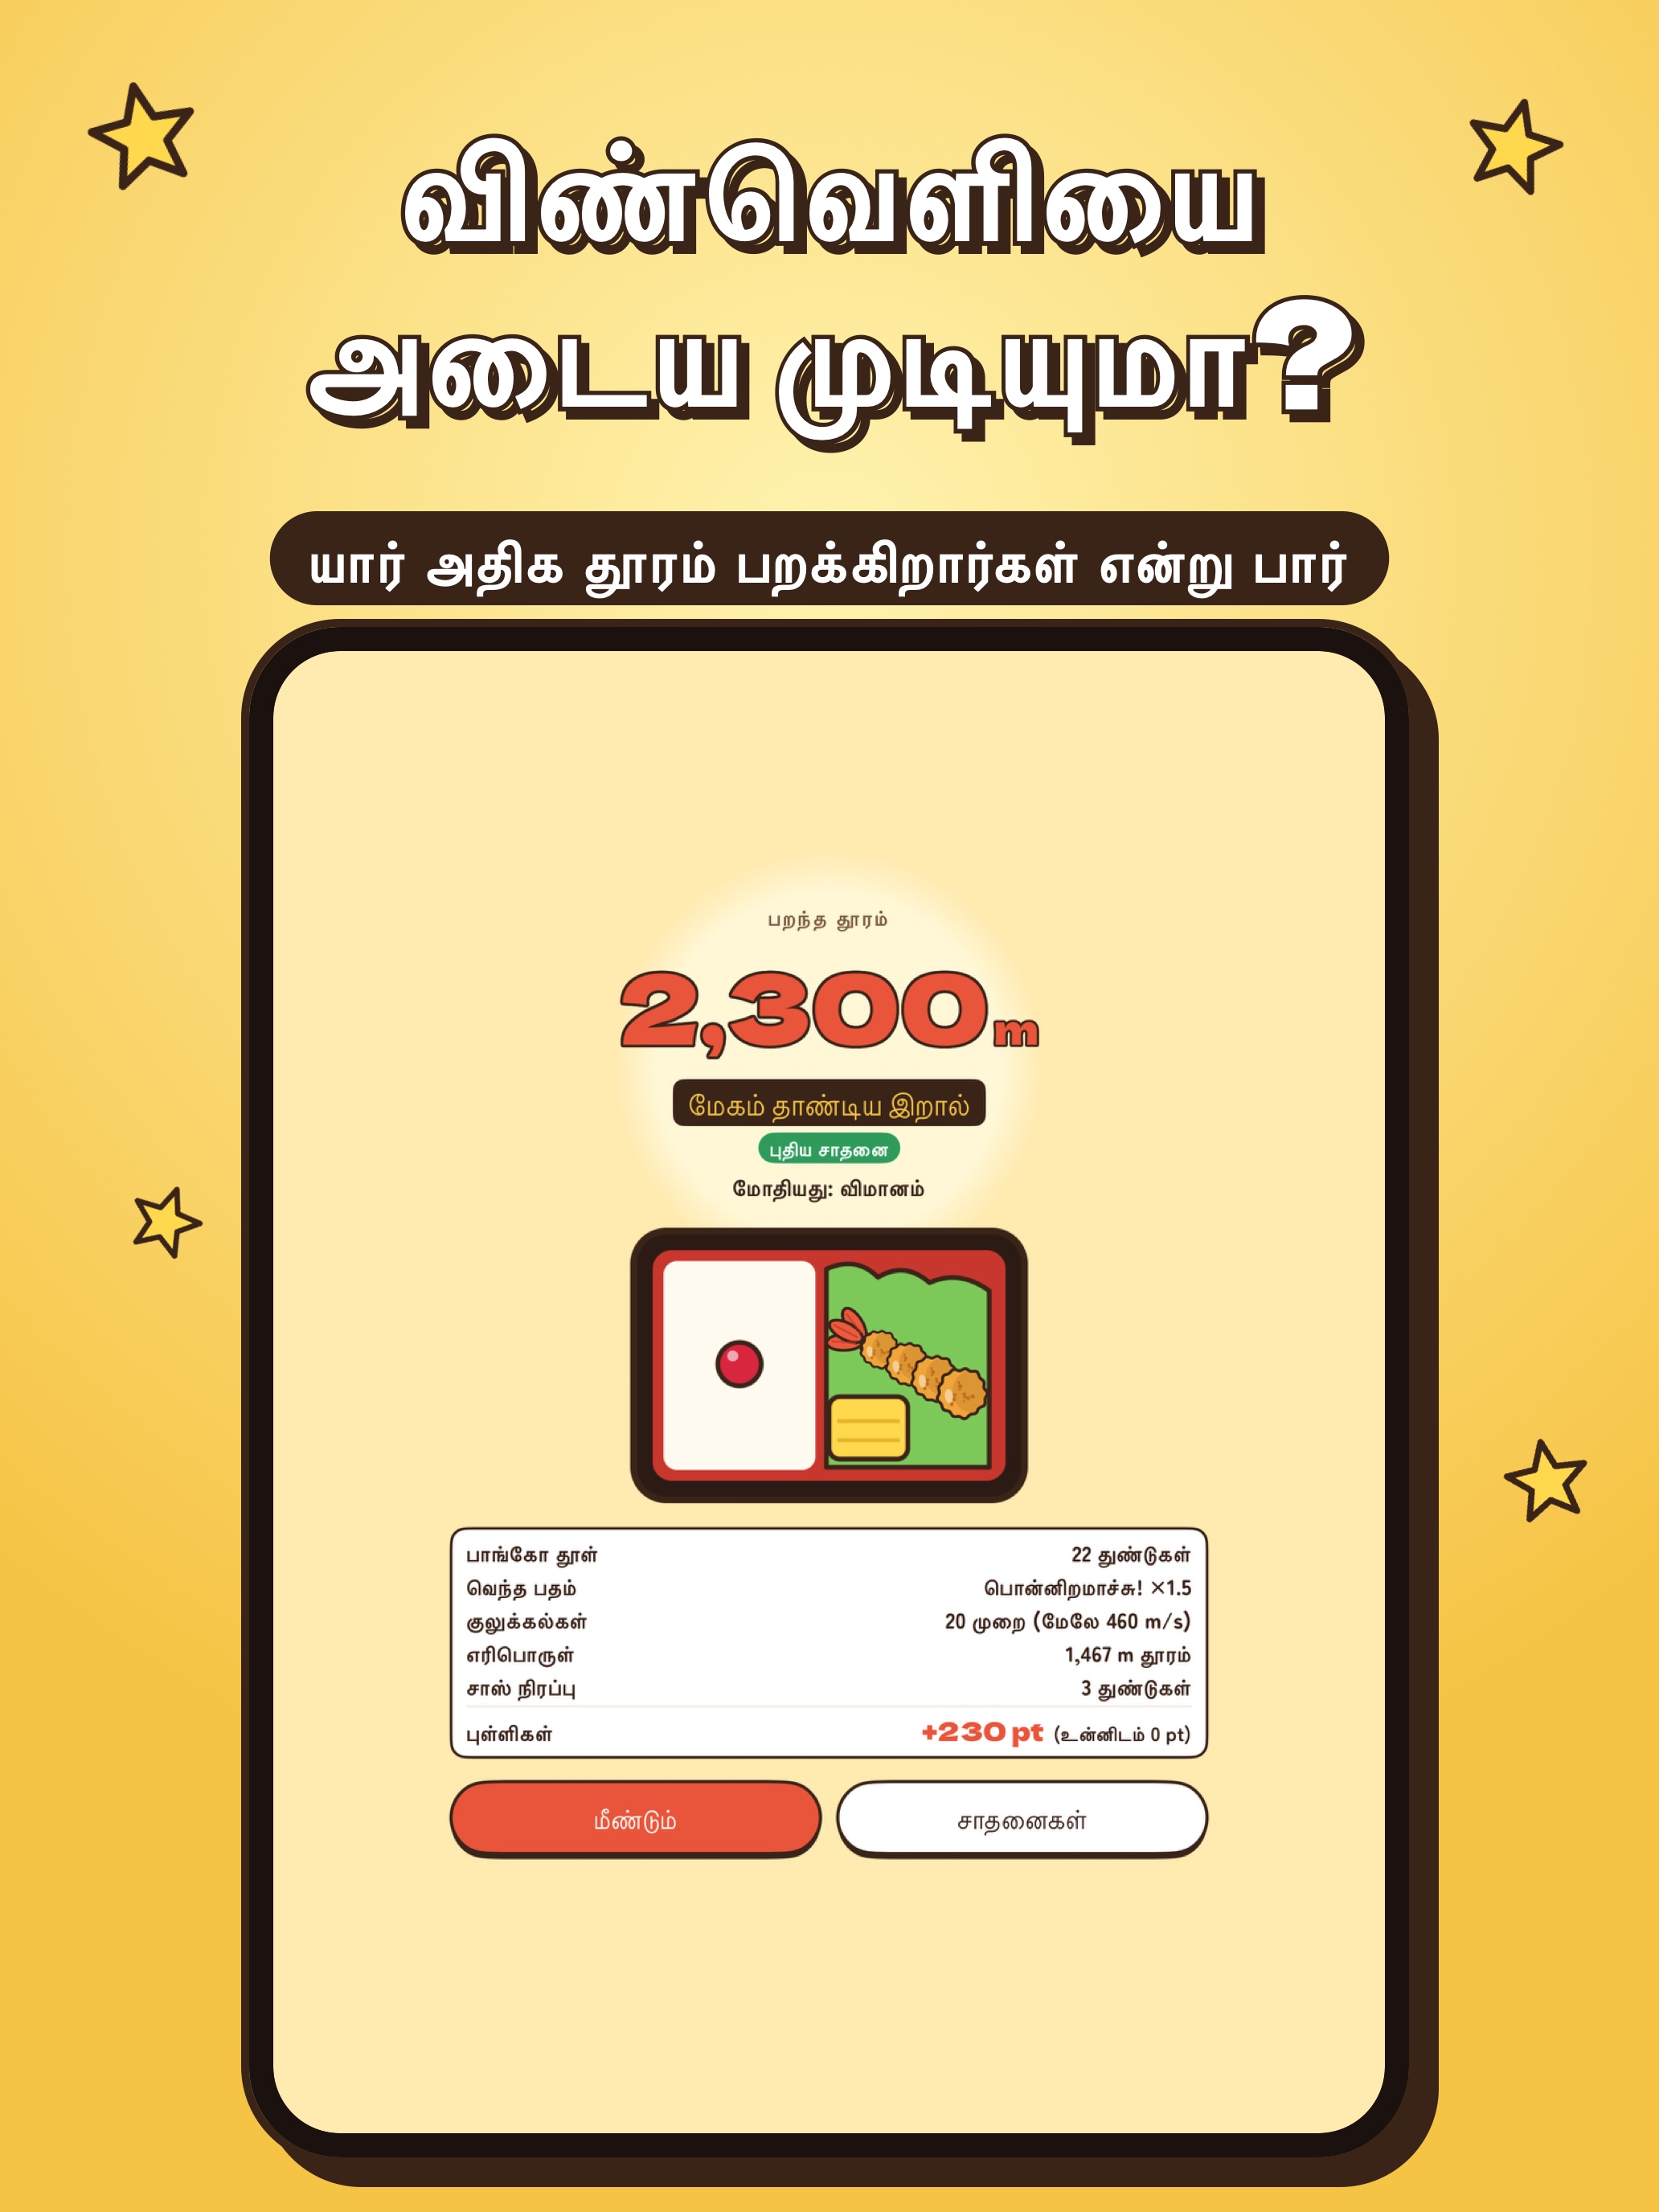 விண்வெளியை
அடைய முடியுமா?
யார் அதிக தூரம் பறக்கிறார்கள் என்று பார்
பறந்த தூரம்
2,300 m
மேகம் தாண்டிய இறால்
புதிய சாதனை
மோதியது: விமானம்
பாங்கோ தூள் 22 துண்டுகள்
வெந்த பதம் பொன்னிறமாச்சு! ×1.5
குலுக்கல்கள் 20 முறை (மேலே 460 m/s)
எரிபொருள் 1,467 m தூரம்
சாஸ் நிரப்பு 3 துண்டுகள்
புள்ளிகள் +230 pt (உன்னிடம் 0 pt)
மீண்டும் சாதனைகள்